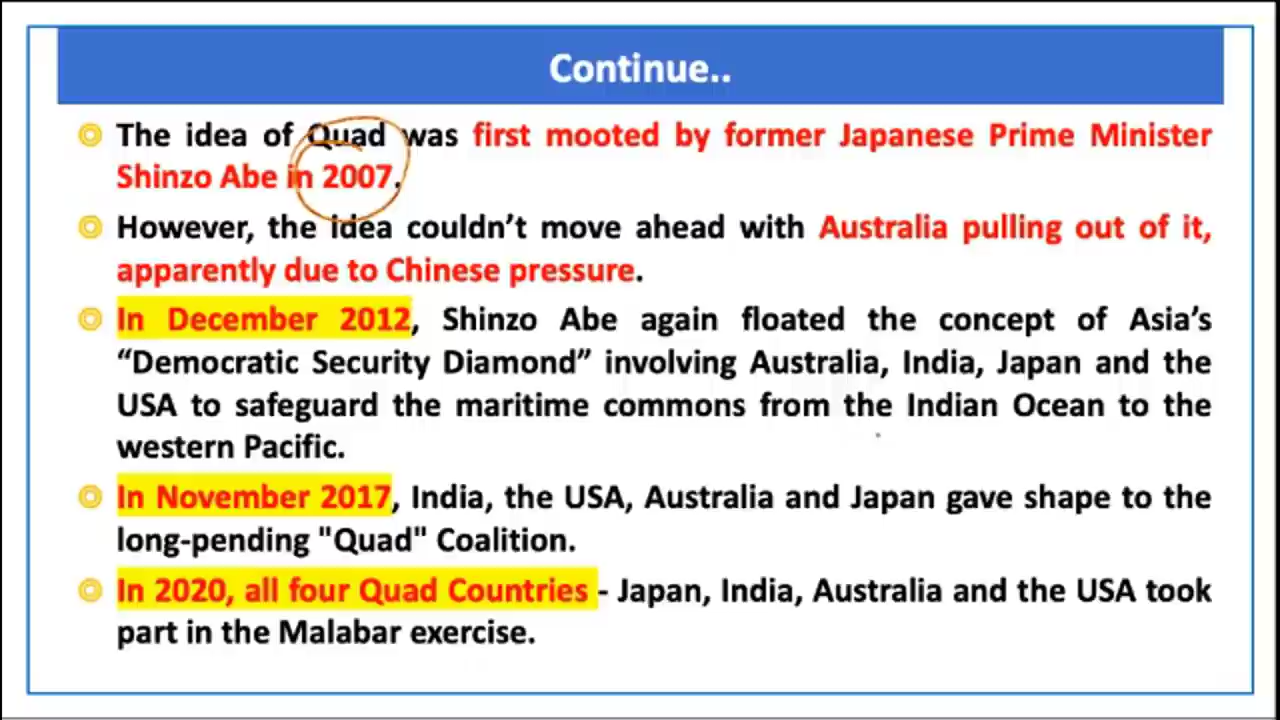 Continue..
The idea of Quad was first mooted by former Japanese Prime Minister
Shinzo Abe in 2007.
However, the idea couldn’t move ahead with Australia pulling out of it,
apparently due to Chinese pressure.
In December 2012, Shinzo Abe again floated the concept of Asia’s
“Democratic Security Diamond” involving Australia, India, Japan and the
USA to safeguard the maritime commons from the Indian Ocean to the
western Pacific.
In November 2017, India, the USA, Australia and Japan gave shape to the
long-pending "Quad" Coalition.
In 2020, all four Quad Countries - Japan, India, Australia and the USA took
part in the Malabar exercise.